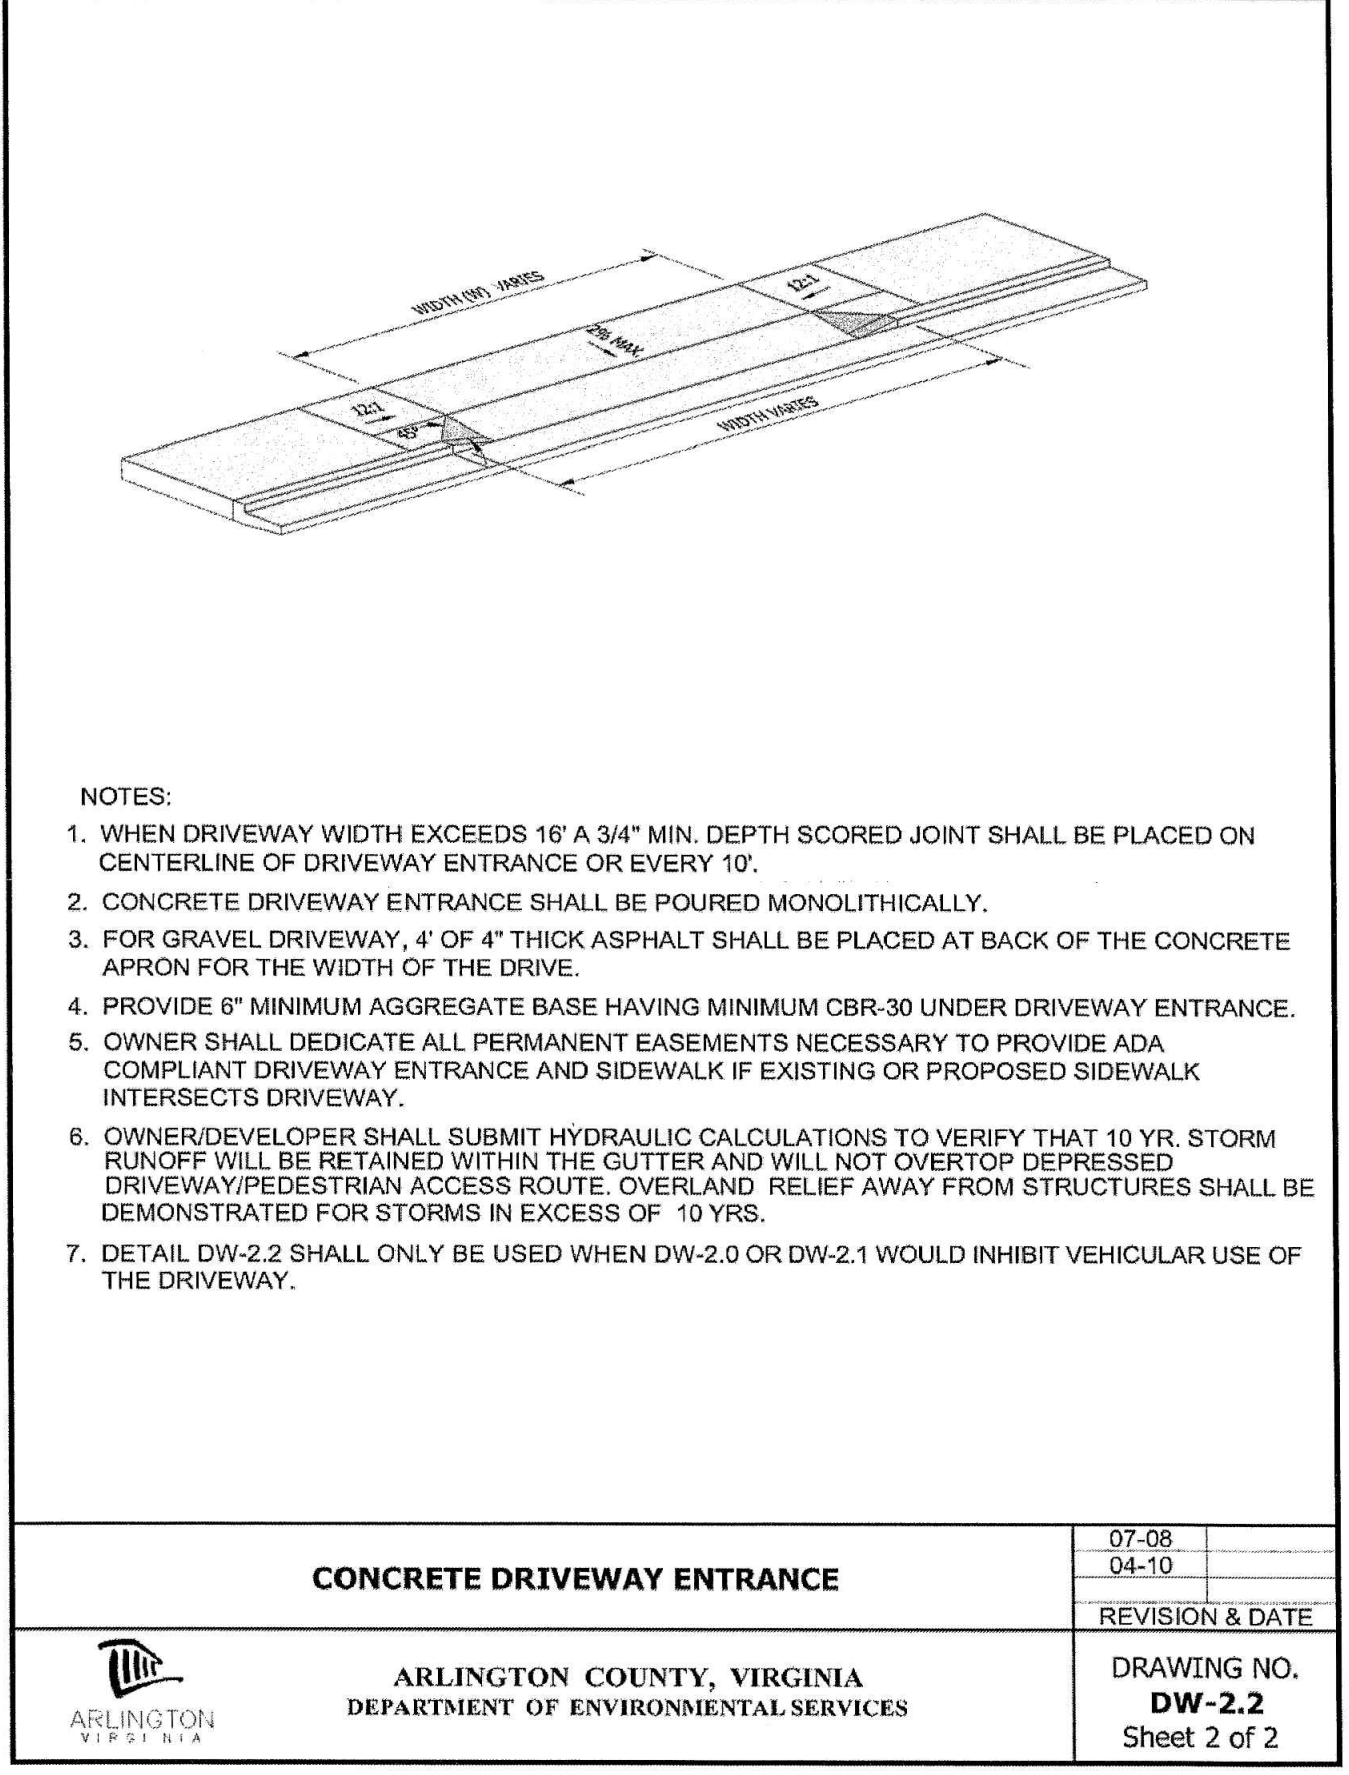 WIDTH (W) VARIES
12:1
2% MAX.
12:1
45°
WIDTH VARIES
NOTES:
1. WHEN DRIVEWAY WIDTH EXCEEDS 16' A 3/4" MIN. DEPTH SCORED JOINT SHALL BE PLACED ON
CENTERLINE OF DRIVEWAY ENTRANCE OR EVERY 10'.
2. CONCRETE DRIVEWAY ENTRANCE SHALL BE POURED MONOLITHICALLY.
3. FOR GRAVEL DRIVEWAY, 4' OF 4" THICK ASPHALT SHALL BE PLACED AT BACK OF THE CONCRETE
APRON FOR THE WIDTH OF THE DRIVE.
4. PROVIDE 6" MINIMUM AGGREGATE BASE HAVING MINIMUM CBR-30 UNDER DRIVEWAY ENTRANCE.
5. OWNER SHALL DEDICATE ALL PERMANENT EASEMENTS NECESSARY TO PROVIDE ADA
COMPLIANT DRIVEWAY ENTRANCE AND SIDEWALK IF EXISTING OR PROPOSED SIDEWALK
INTERSECTS DRIVEWAY.
6. OWNER/DEVELOPER SHALL SUBMIT HYDRAULIC CALCULATIONS TO VERIFY THAT 10 YR. STORM
RUNOFF WILL BE RETAINED WITHIN THE GUTTER AND WILL NOT OVERTOP DEPRESSED
DRIVEWAY/PEDESTRIAN ACCESS ROUTE. OVERLAND RELIEF AWAY FROM STRUCTURES SHALL BE
DEMONSTRATED FOR STORMS IN EXCESS OF 10 YRS.
7. DETAIL DW-2.2 SHALL ONLY BE USED WHEN DW-2.0 OR DW-2.1 WOULD INHIBIT VEHICULAR USE OF
THE DRIVEWAY.
CONCRETE DRIVEWAY ENTRANCE
07-08
04-10
REVISION & DATE
ARLINGTON
VIRGINIA
ARLINGTON COUNTY, VIRGINIA
DEPARTMENT OF ENVIRONMENTAL SERVICES
DRAWING NO.
DW-2.2
Sheet 2 of 2